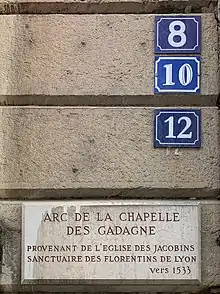 8
10
12
ARC DE LA CHAPELLE
DES GADAGNE
PROVENANT DE L'EGLISE DES JACOBINS
SANCTUAIRE DES FLORENTINS DE LYON
vers 1533